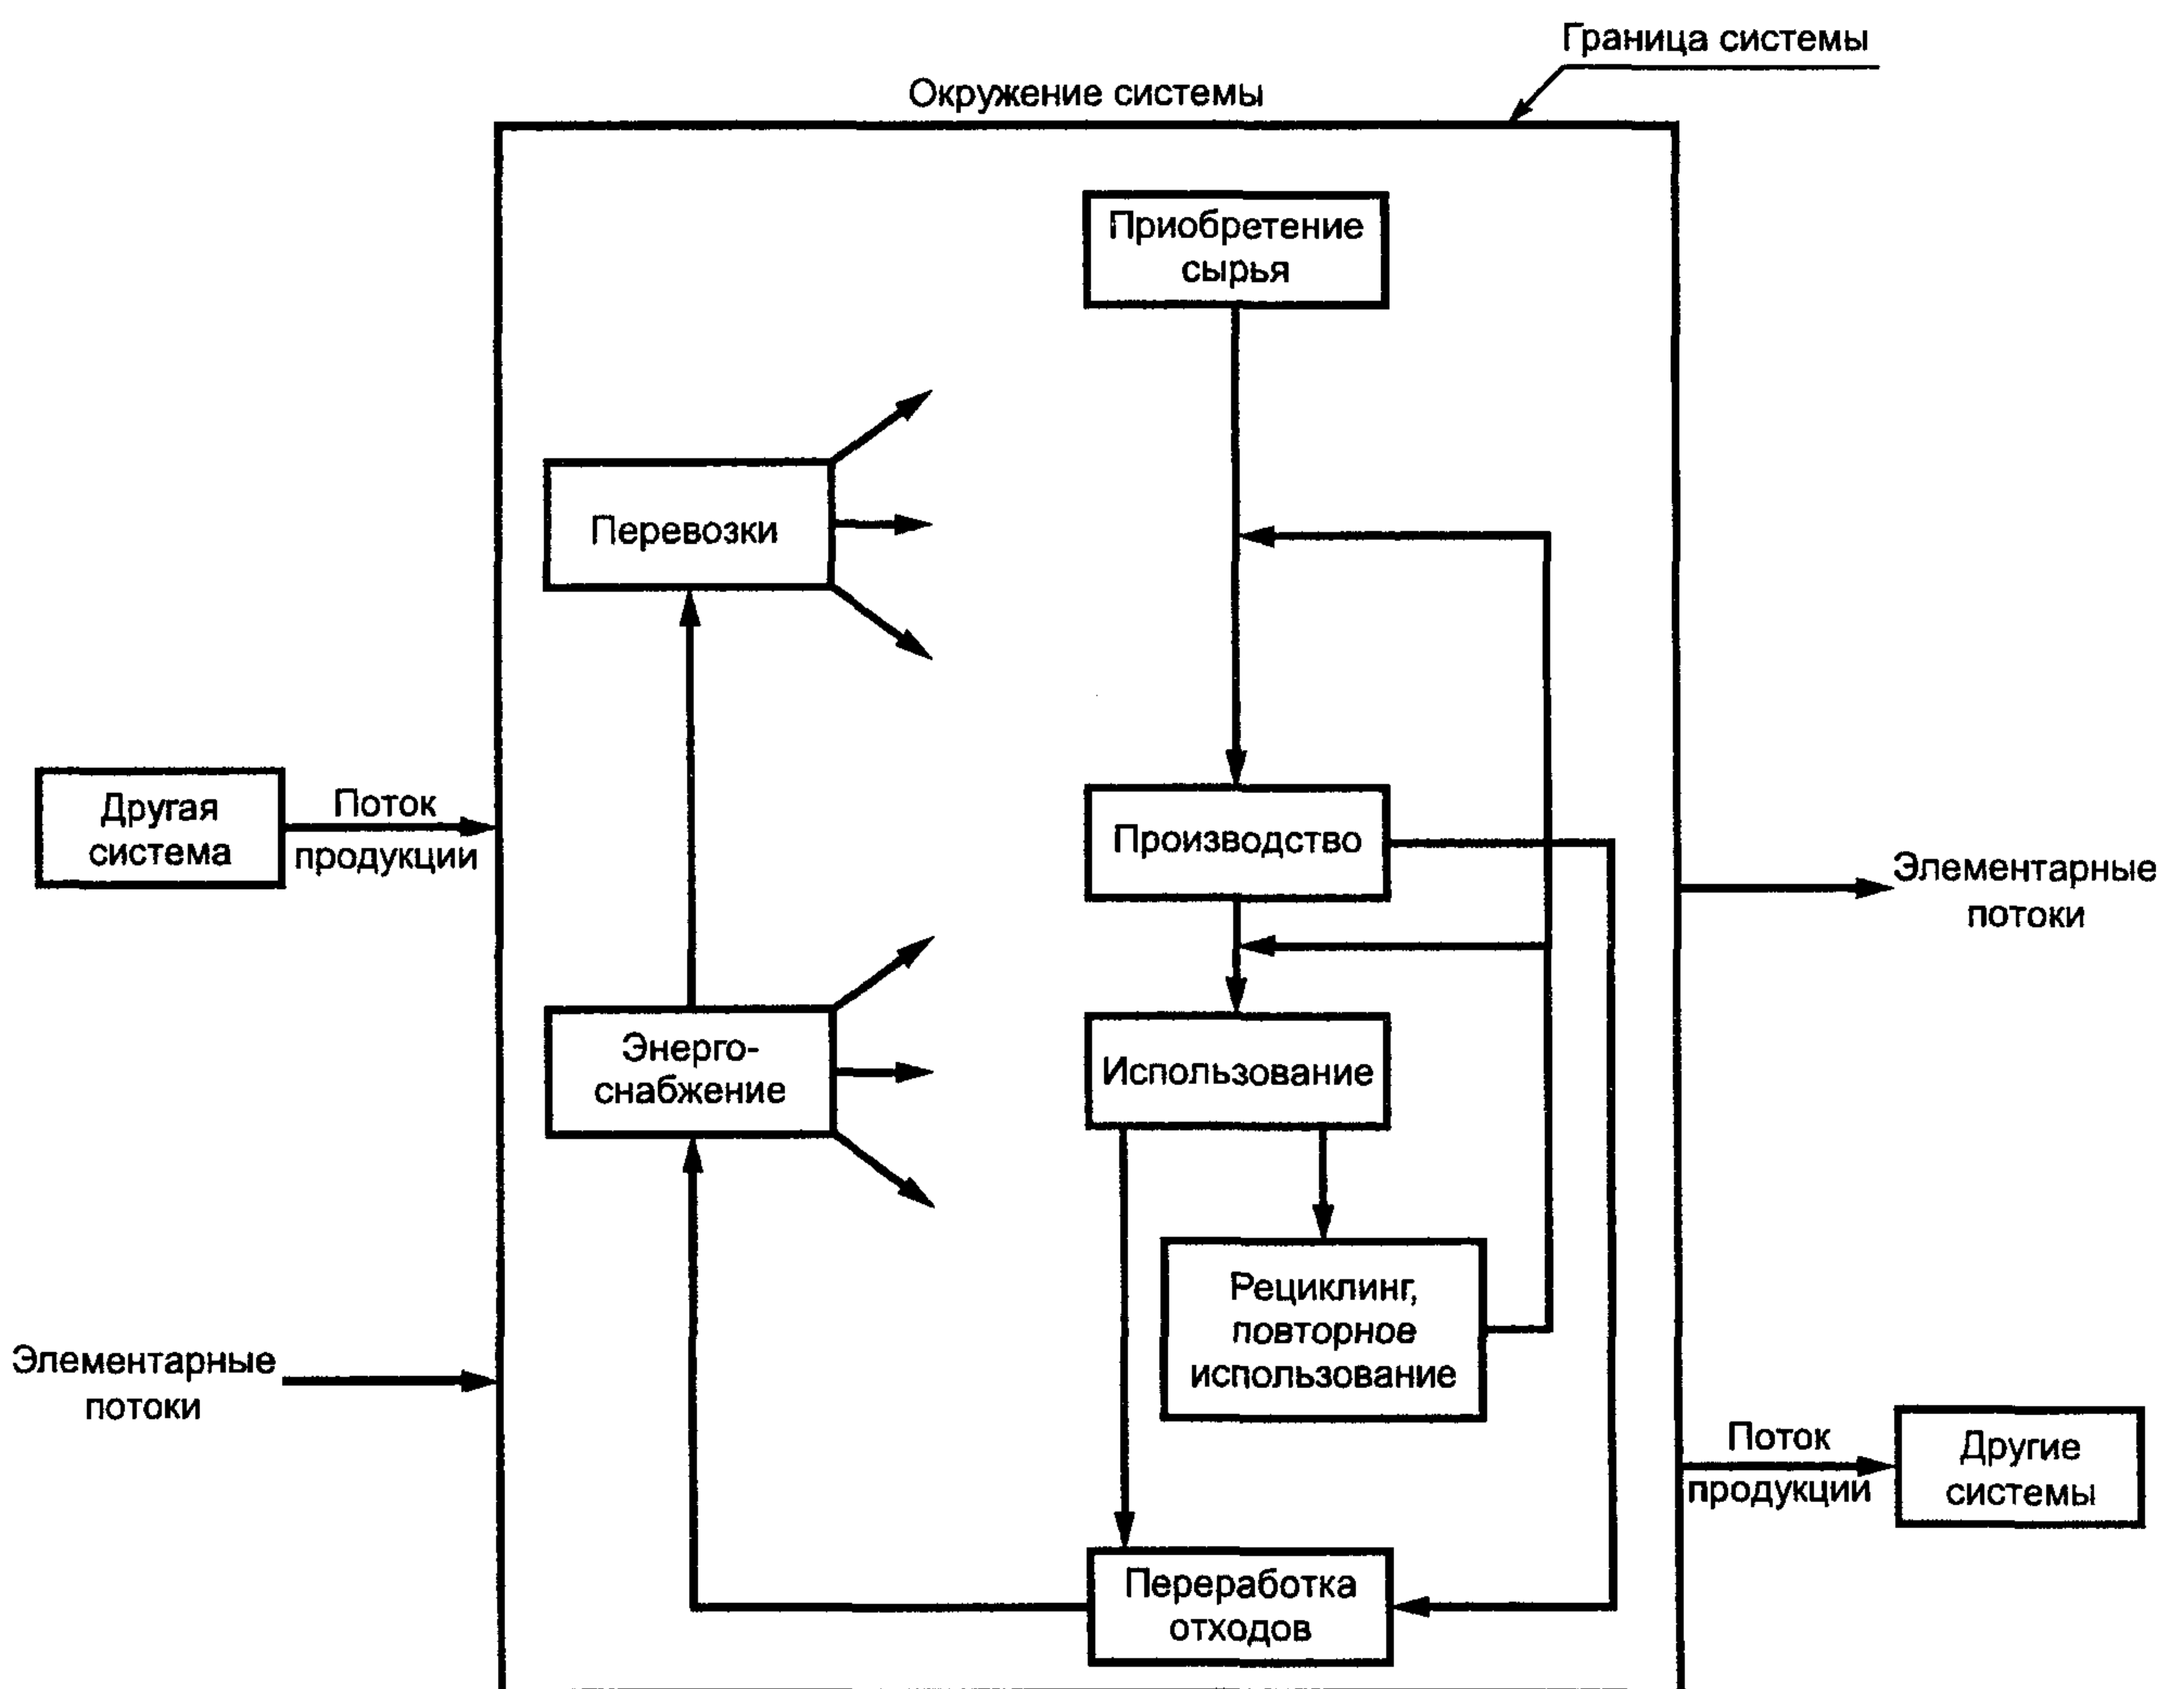 Граница системы
Окружение системы
Приобретение
сырья
Перевозки
Другая
система
Поток
продукции
Производство
Элементарные
потоки
Энерго-
снабжение
Использование
Рециклинг,
повторное
использование
Элементарные
потоки
Поток
продукции
Другие
системы
Переработка
отходов